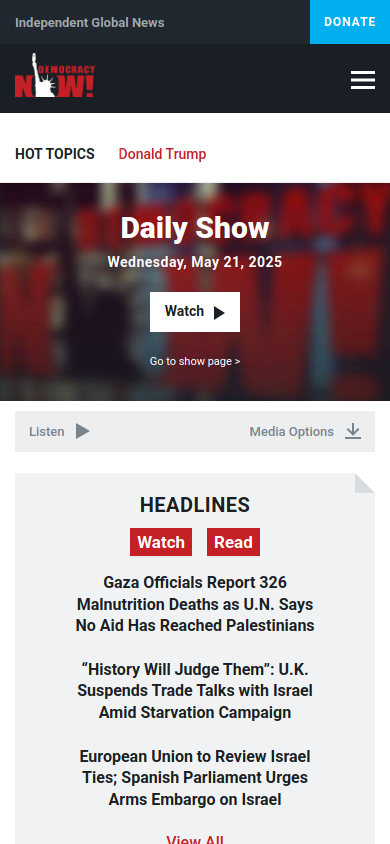 Independent Global News
DONATE
DEMOCRACY
NOW!
HOT TOPICS
Donald Trump
Daily Show
Wednesday, May 21, 2025
Watch
Go to show page >
Listen
Media Options
HEADLINES
Watch
Read
Gaza Officials Report 326
Malnutrition Deaths as U.N. Says
No Aid Has Reached Palestinians
“History Will Judge Them”: U.K.
Suspends Trade Talks with Israel
Amid Starvation Campaign
European Union to Review Israel
Ties; Spanish Parliament Urges
Arms Embargo on Israel
View All